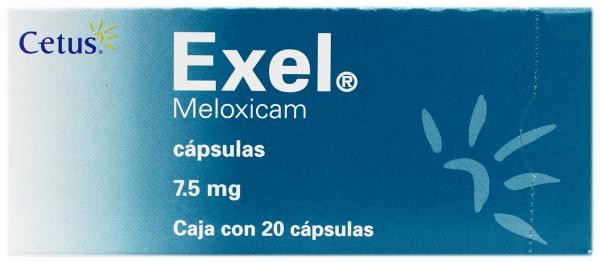 Cetus®
Exel®
Meloxicam
cápsulas
7.5 mg
Caja con 20 cápsulas